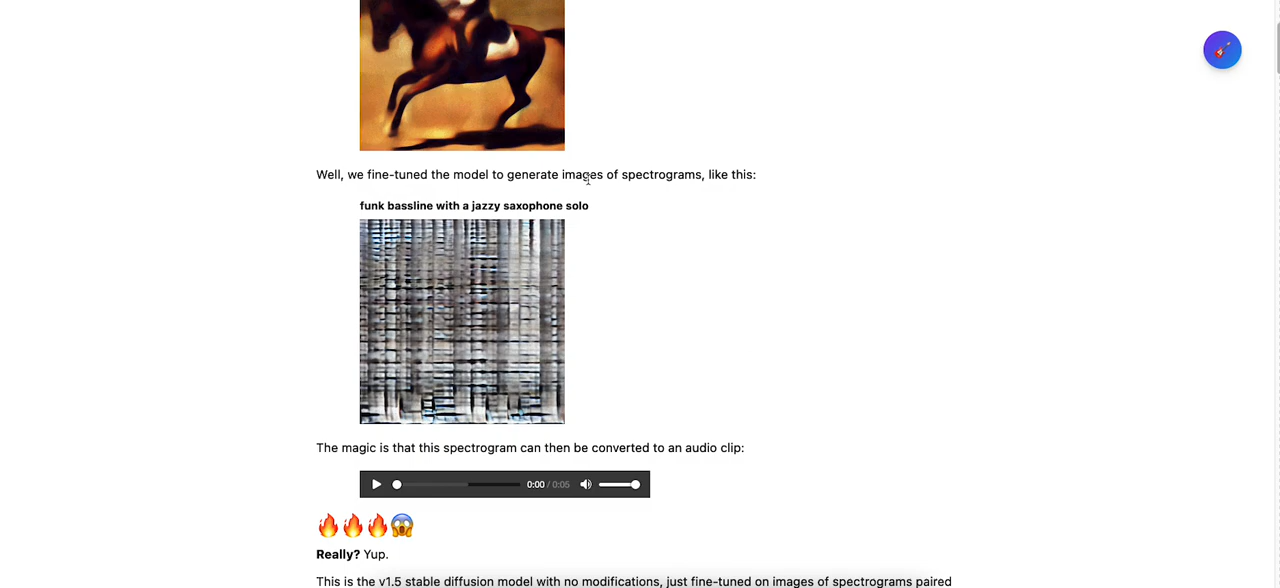 Well, we fine-tuned the model to generate images of spectrograms, like this:
funk bassline with a jazzy saxophone solo
The magic is that this spectrogram can then be converted to an audio clip:
0:00 / 0:05
🔥🔥🔥😱
Really? Yup.
This is the v1.5 stable diffusion model with no modifications, just fine-tuned on images of spectrograms paired